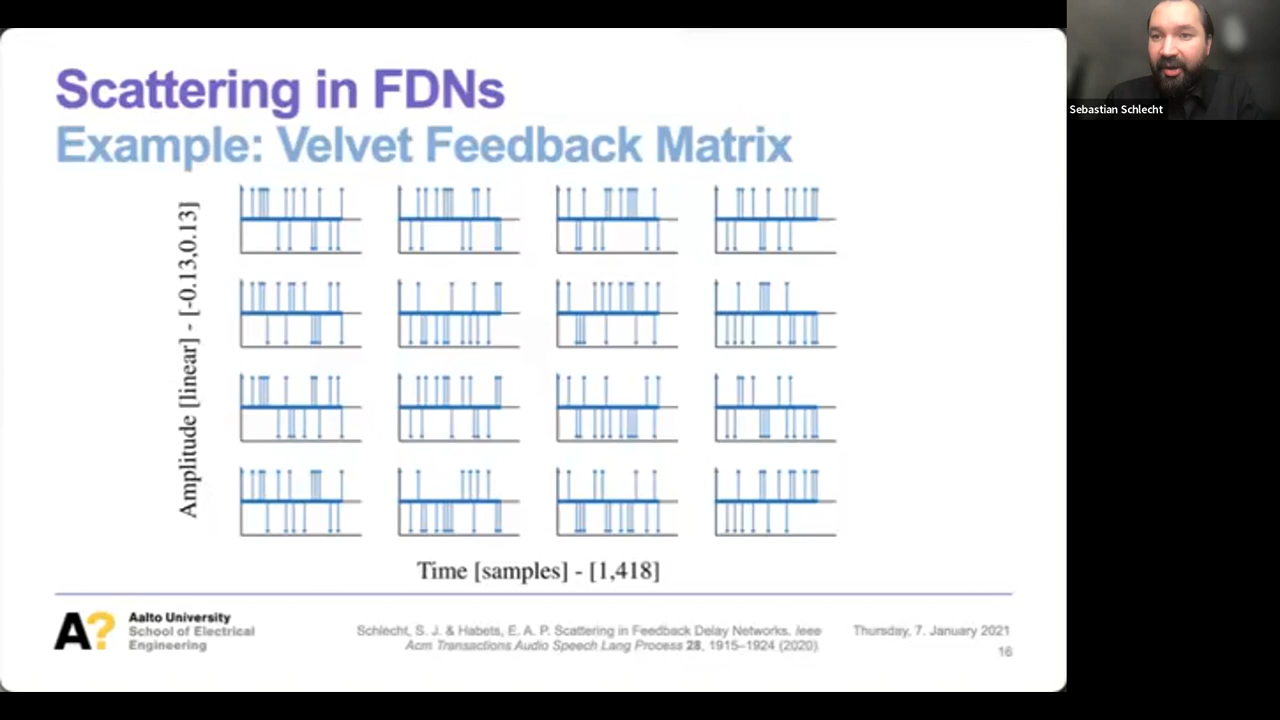 Scattering in FDNs
Example: Velvet Feedback Matrix
Amplitude [linear] - [-0.13,0.13]
Time [samples] - [1,418]
A?
Aalto University
School of Electrical
Engineering
Schlecht, S. J. & Habets, E. A. P. Scattering in Feedback Delay Networks. Ieee
Acm Transactions Audio Speech Lang Process 28, 1915–1924 (2020).
Thursday, 7. January 2021
16
Sebastian Schlecht